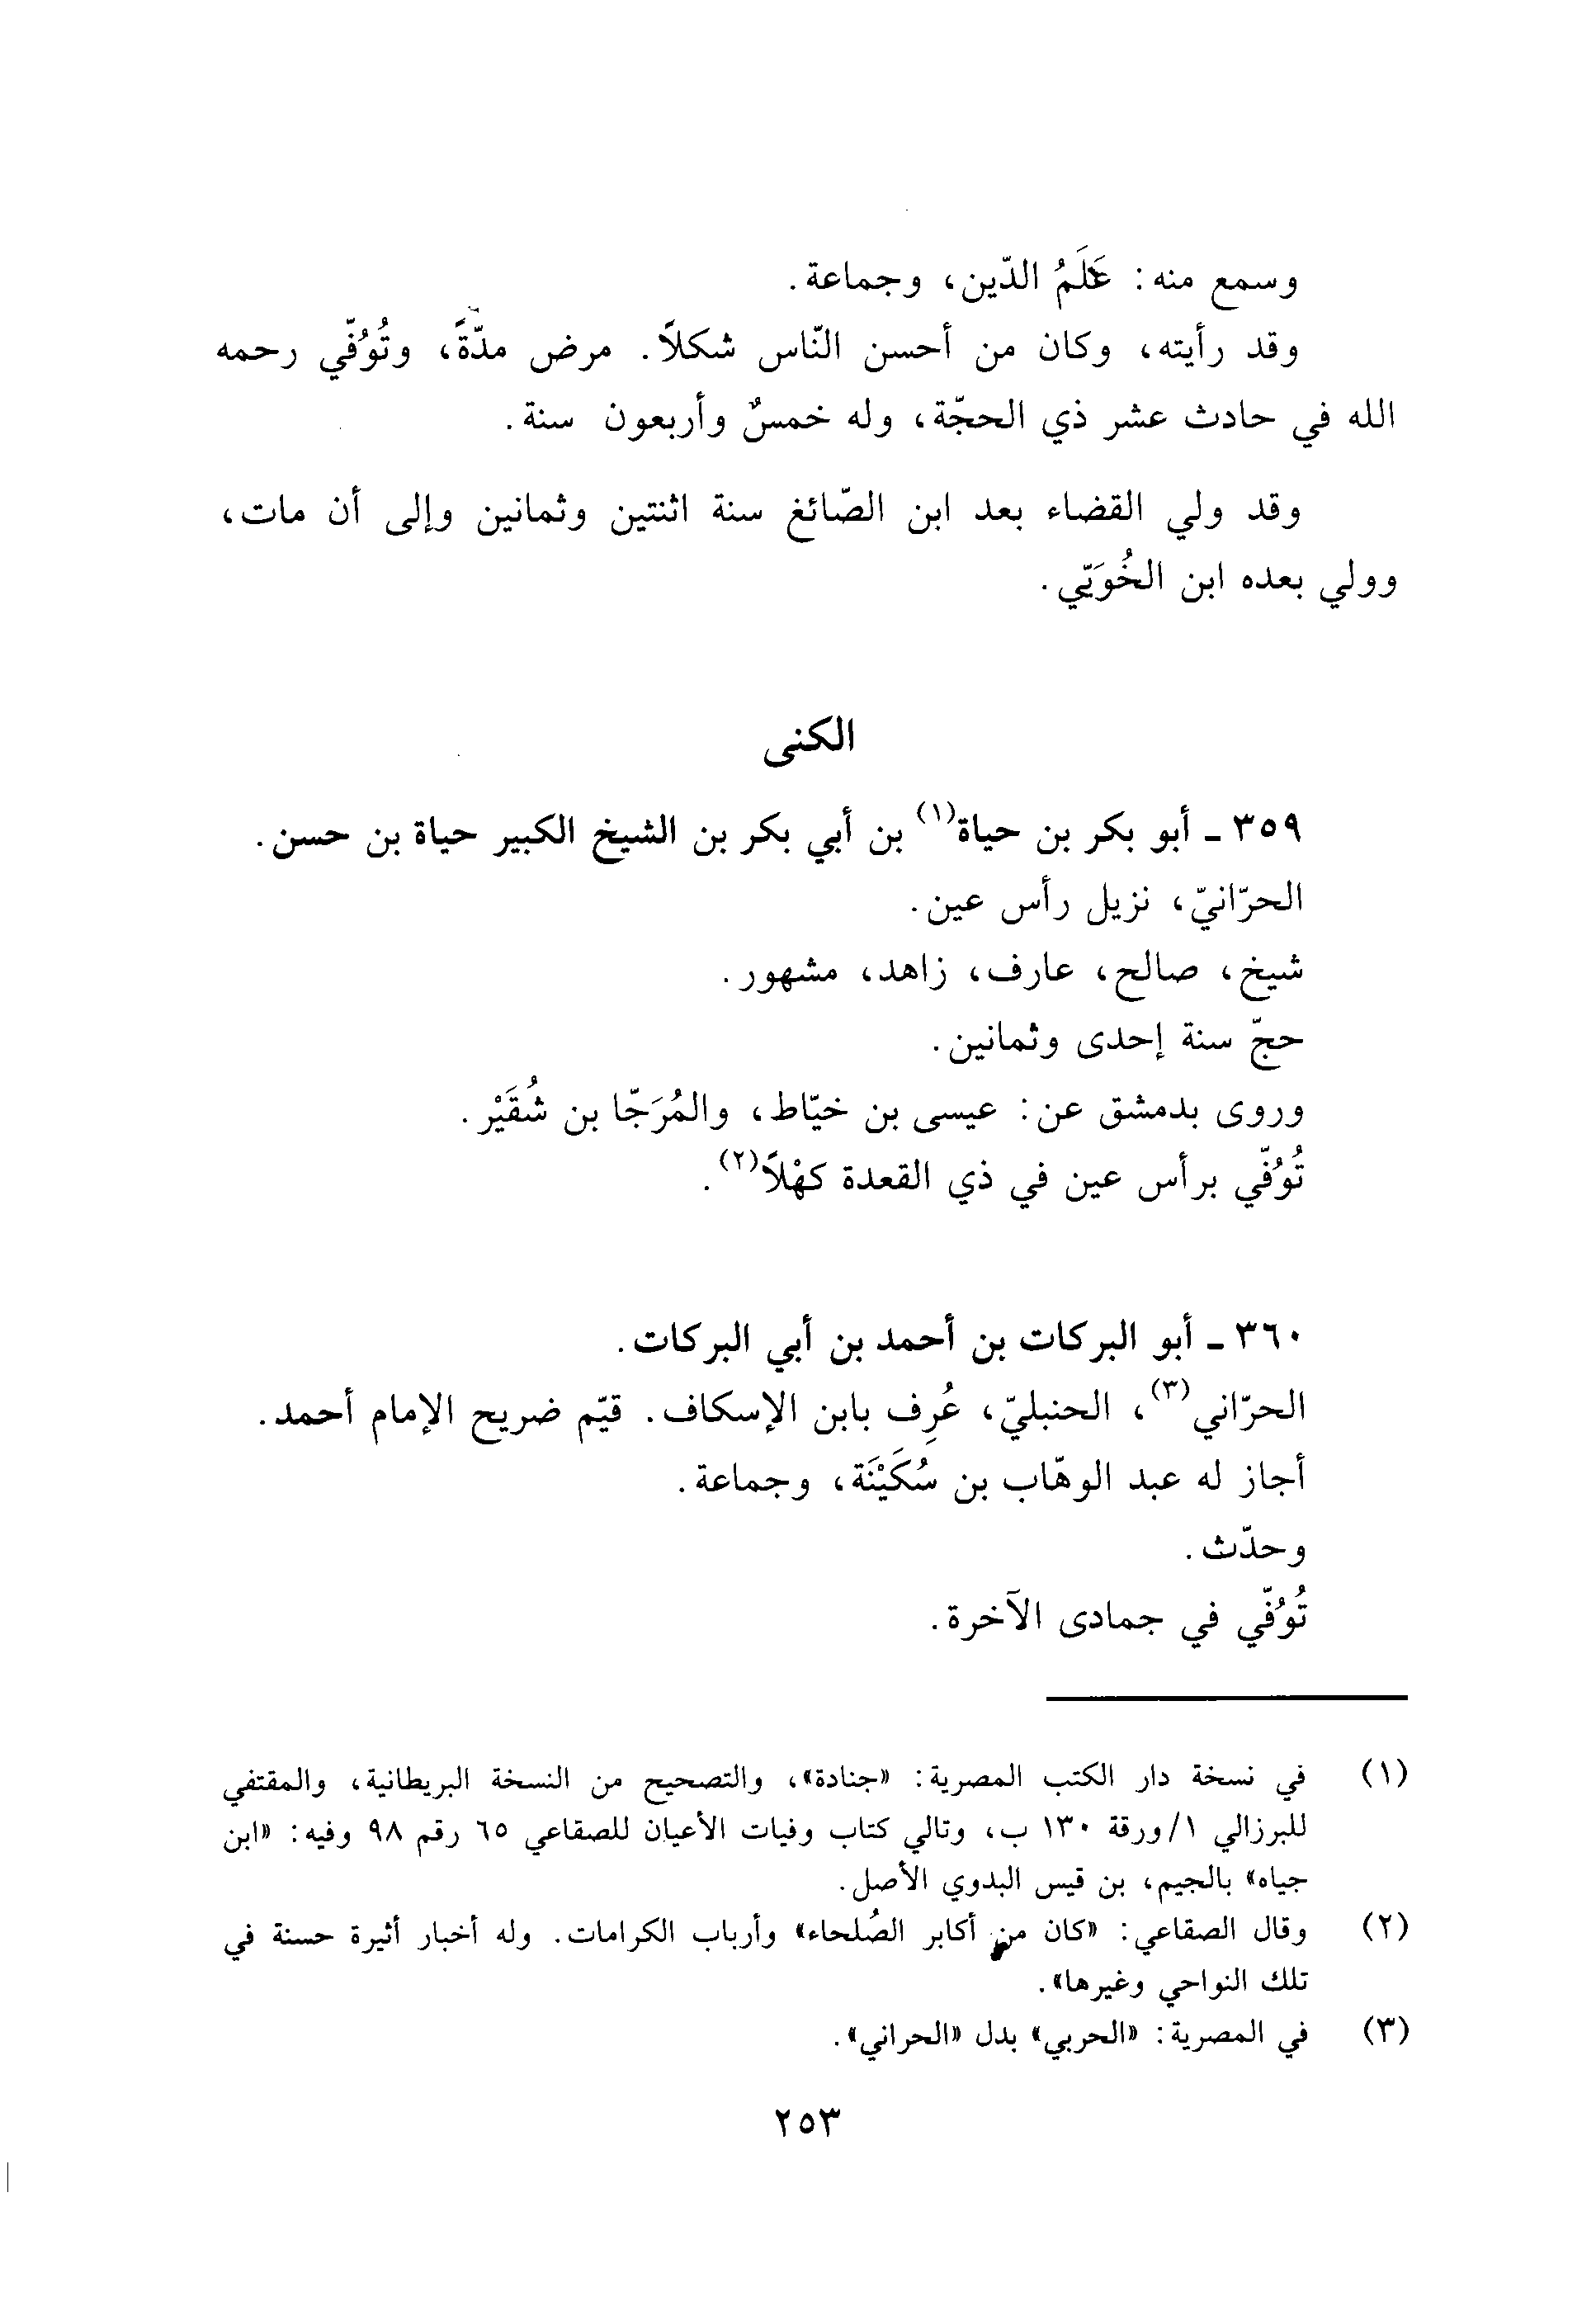 وسمع منه: عَلَمُ الدّين، وجماعة.
وقد رأيته، وكان من أحسن النّاس شكلاً. مرض مدّةً، وتُوُفّي رحمه
الله في حادث عشر ذي الحجّة، وله خمسٌ وأربعون سنة.
وقد ولي القضاء بعد ابن الصّائغ سنة اثنتين وثمانين وإلى أن مات،
وولي بعده ابن الخُوَيّي.
الكنى
٣٥٩ ـ أبو بكر بن حياة(١) بن أبي بكر بن الشيخ الكبير حياة بن حسن.
الحرّانيّ، نزيل رأس عين.
شيخ، صالح، عارف، زاهد، مشهور.
حجّ سنة إحدى وثمانين.
وروى بدمشق عن: عيسى بن خيّاط، والمُرَجّا بن شُقَيْر.
تُوُفّي برأس عين في ذي القعدة كهْلاً(٢).
٣٦٠ ـ أبو البركات بن أحمد بن أبي البركات.
الحرّاني(٣)، الحنبليّ، عُرِف بابن الإسكاف. قيّم ضريح الإمام أحمد.
أجاز له عبد الوهّاب بن سُكَيْنَة، وجماعة.
وحدّث.
تُوُفّي في جمادى الآخرة.
(١) في نسخة دار الكتب المصرية: «جنادة»، والتصحيح من النسخة البريطانية، والمقتفي
للبرزالي ١/ورقة ١٣٠ ب، وتالي كتاب وفيات الأعيان للصقاعي ٦٥ رقم ٩٨ وفيه: «ابن
جياه» بالجيم، بن قيس البدوي الأصل.
(٢) وقال الصقاعي: «كان من أكابر الصُلحاء» وأرباب الكرامات. وله أخبار أثيرة حسنة في
تلك النواحي وغيرها».
(٣) في المصرية: «الحربي» بدل «الحراني».
٢٥٣